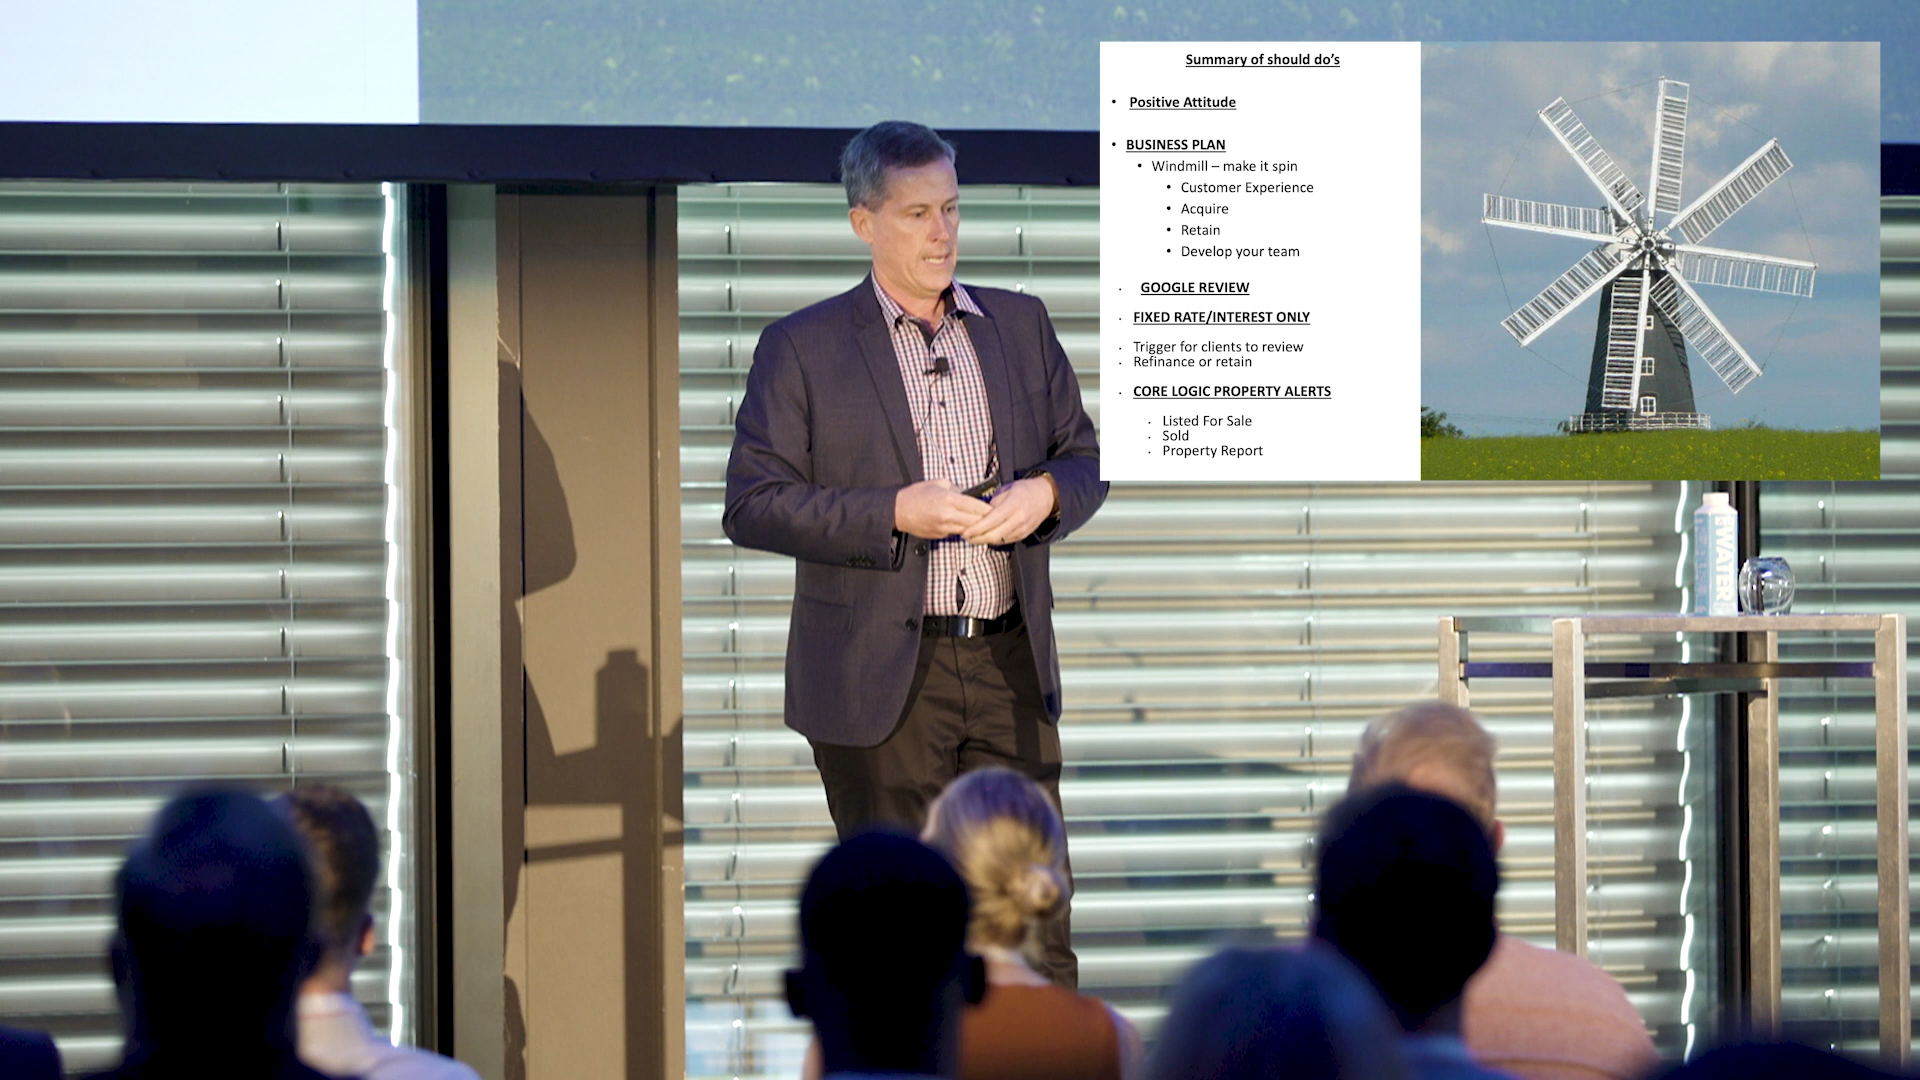 Summary of should do's
• Positive Attitude
• BUSINESS PLAN
• Windmill – make it spin
• Customer Experience
• Acquire
• Retain
• Develop your team
· GOOGLE REVIEW
· FIXED RATE/INTEREST ONLY
· Trigger for clients to review
· Refinance or retain
· CORE LOGIC PROPERTY ALERTS
· Listed For Sale
· Sold
· Property Report
WATER